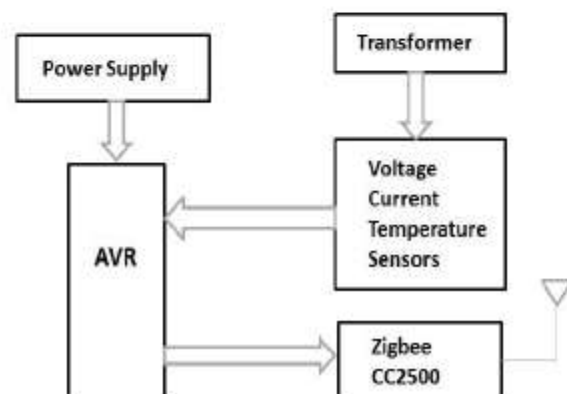 Transformer
Power Supply
Voltage
Current
Temperature
Sensors
AVR
Zigbee
CC2500